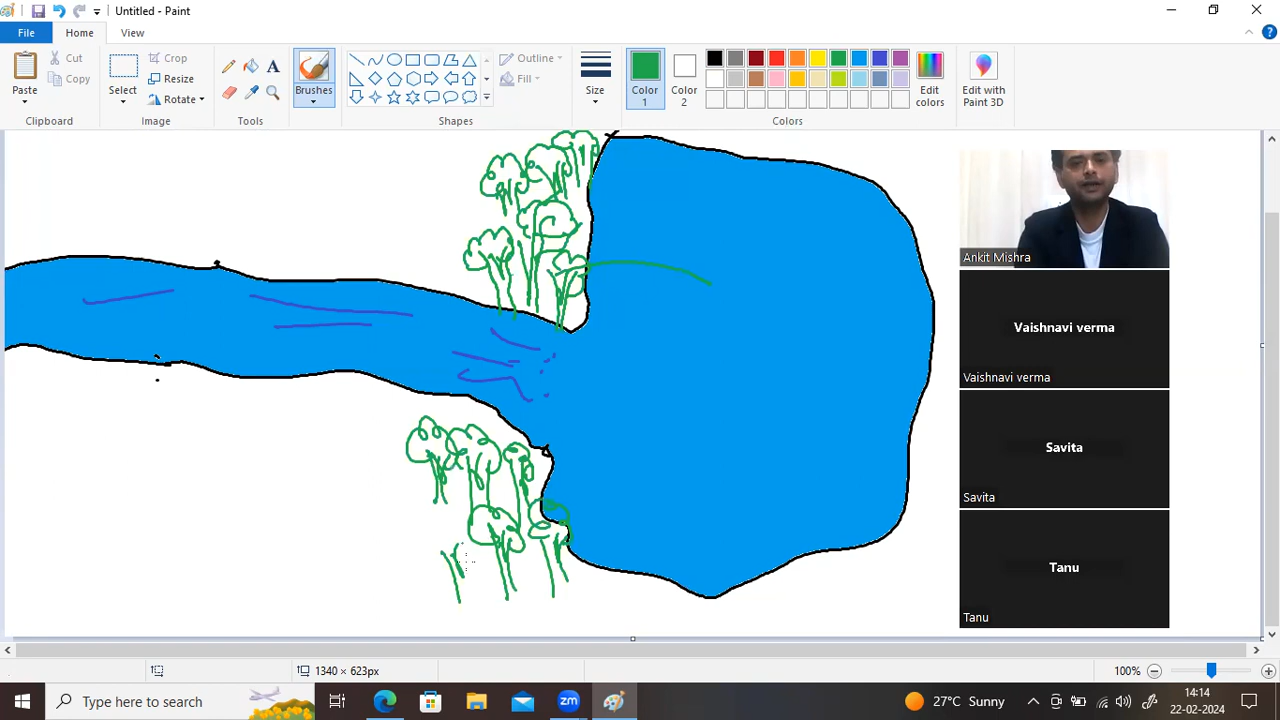 Untitled - Paint
File Home View
Paste
Cut
Copy
Clipboard
Select
Crop
Resize
Rotate
Image
A
Tools
Brushes
Shapes
Outline
Fill
Size
Color 1
Color 2
Colors
Edit colors
Edit with Paint 3D
Ankit Mishra
Vaishnavi verma
Vaishnavi verma
Savita
Savita
Tanu
Tanu
1340 × 623px
100%
Type here to search
zm
27°C Sunny
14:14
22-02-2024